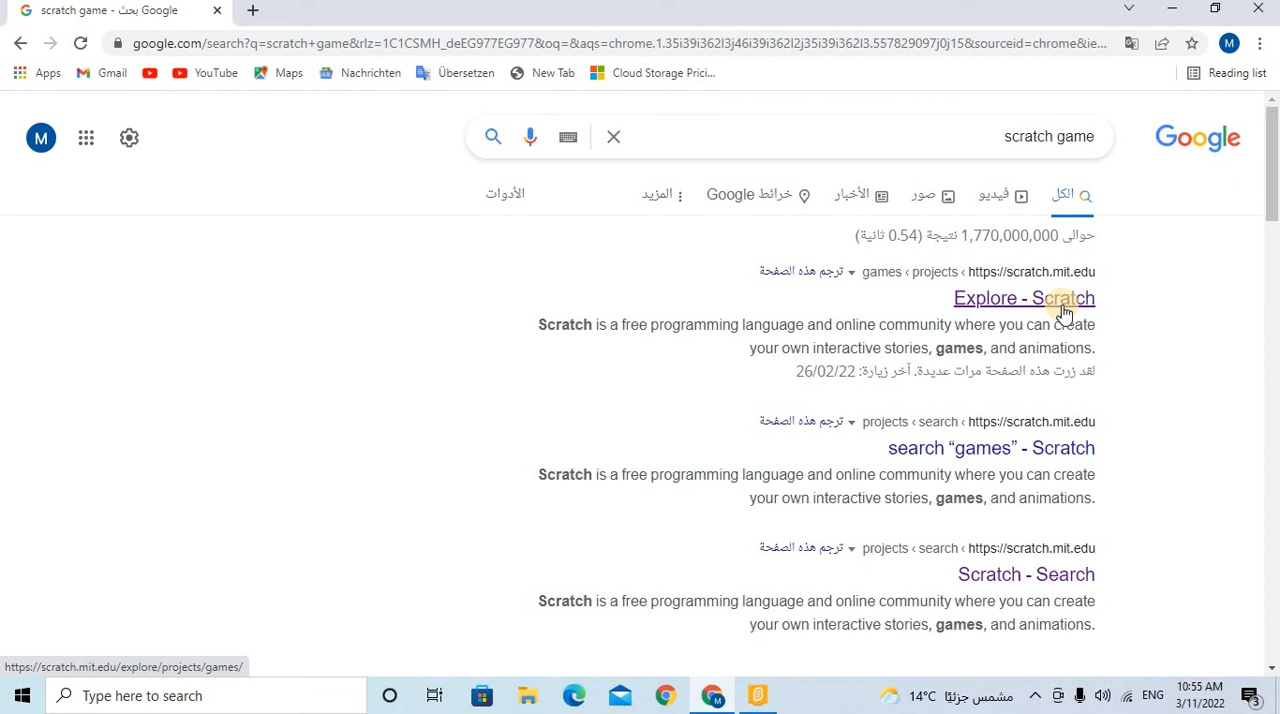 scratch game - بحث Google
google.com/search?q=scratch+game&rlz=1C1CSMH_deEG977EG977&oq=&aqs=chrome.1.35i39i362l3j46i39i362l2j35i39i362l3.557829097j0j15&sourceid=chrome&ie...
M
Apps Gmail YouTube Maps Nachrichten Übersetzen New Tab Cloud Storage Prici... Reading list
M scratch game Google
الكل فيديو صور الأخبار خرائط Google المزيد الأدوات
حوالى 1,770,000,000 نتيجة (0.54 ثانية)
https://scratch.mit.edu › projects › games ترجم هذه الصفحة
Explore - Scratch
Scratch is a free programming language and online community where you can create
your own interactive stories, games, and animations.
لقد زرت هذه الصفحة مرات عديدة. آخر زيارة: 26/02/22
https://scratch.mit.edu › search › projects ترجم هذه الصفحة
search “games” - Scratch
Scratch is a free programming language and online community where you can create
your own interactive stories, games, and animations.
https://scratch.mit.edu › search › projects ترجم هذه الصفحة
Scratch - Search
Scratch is a free programming language and online community where you can create
your own interactive stories, games, and animations.
https://scratch.mit.edu/explore/projects/games/
Type here to search M 14°C مشمس جزئيًا ENG 10:55 AM
3/11/2022 3